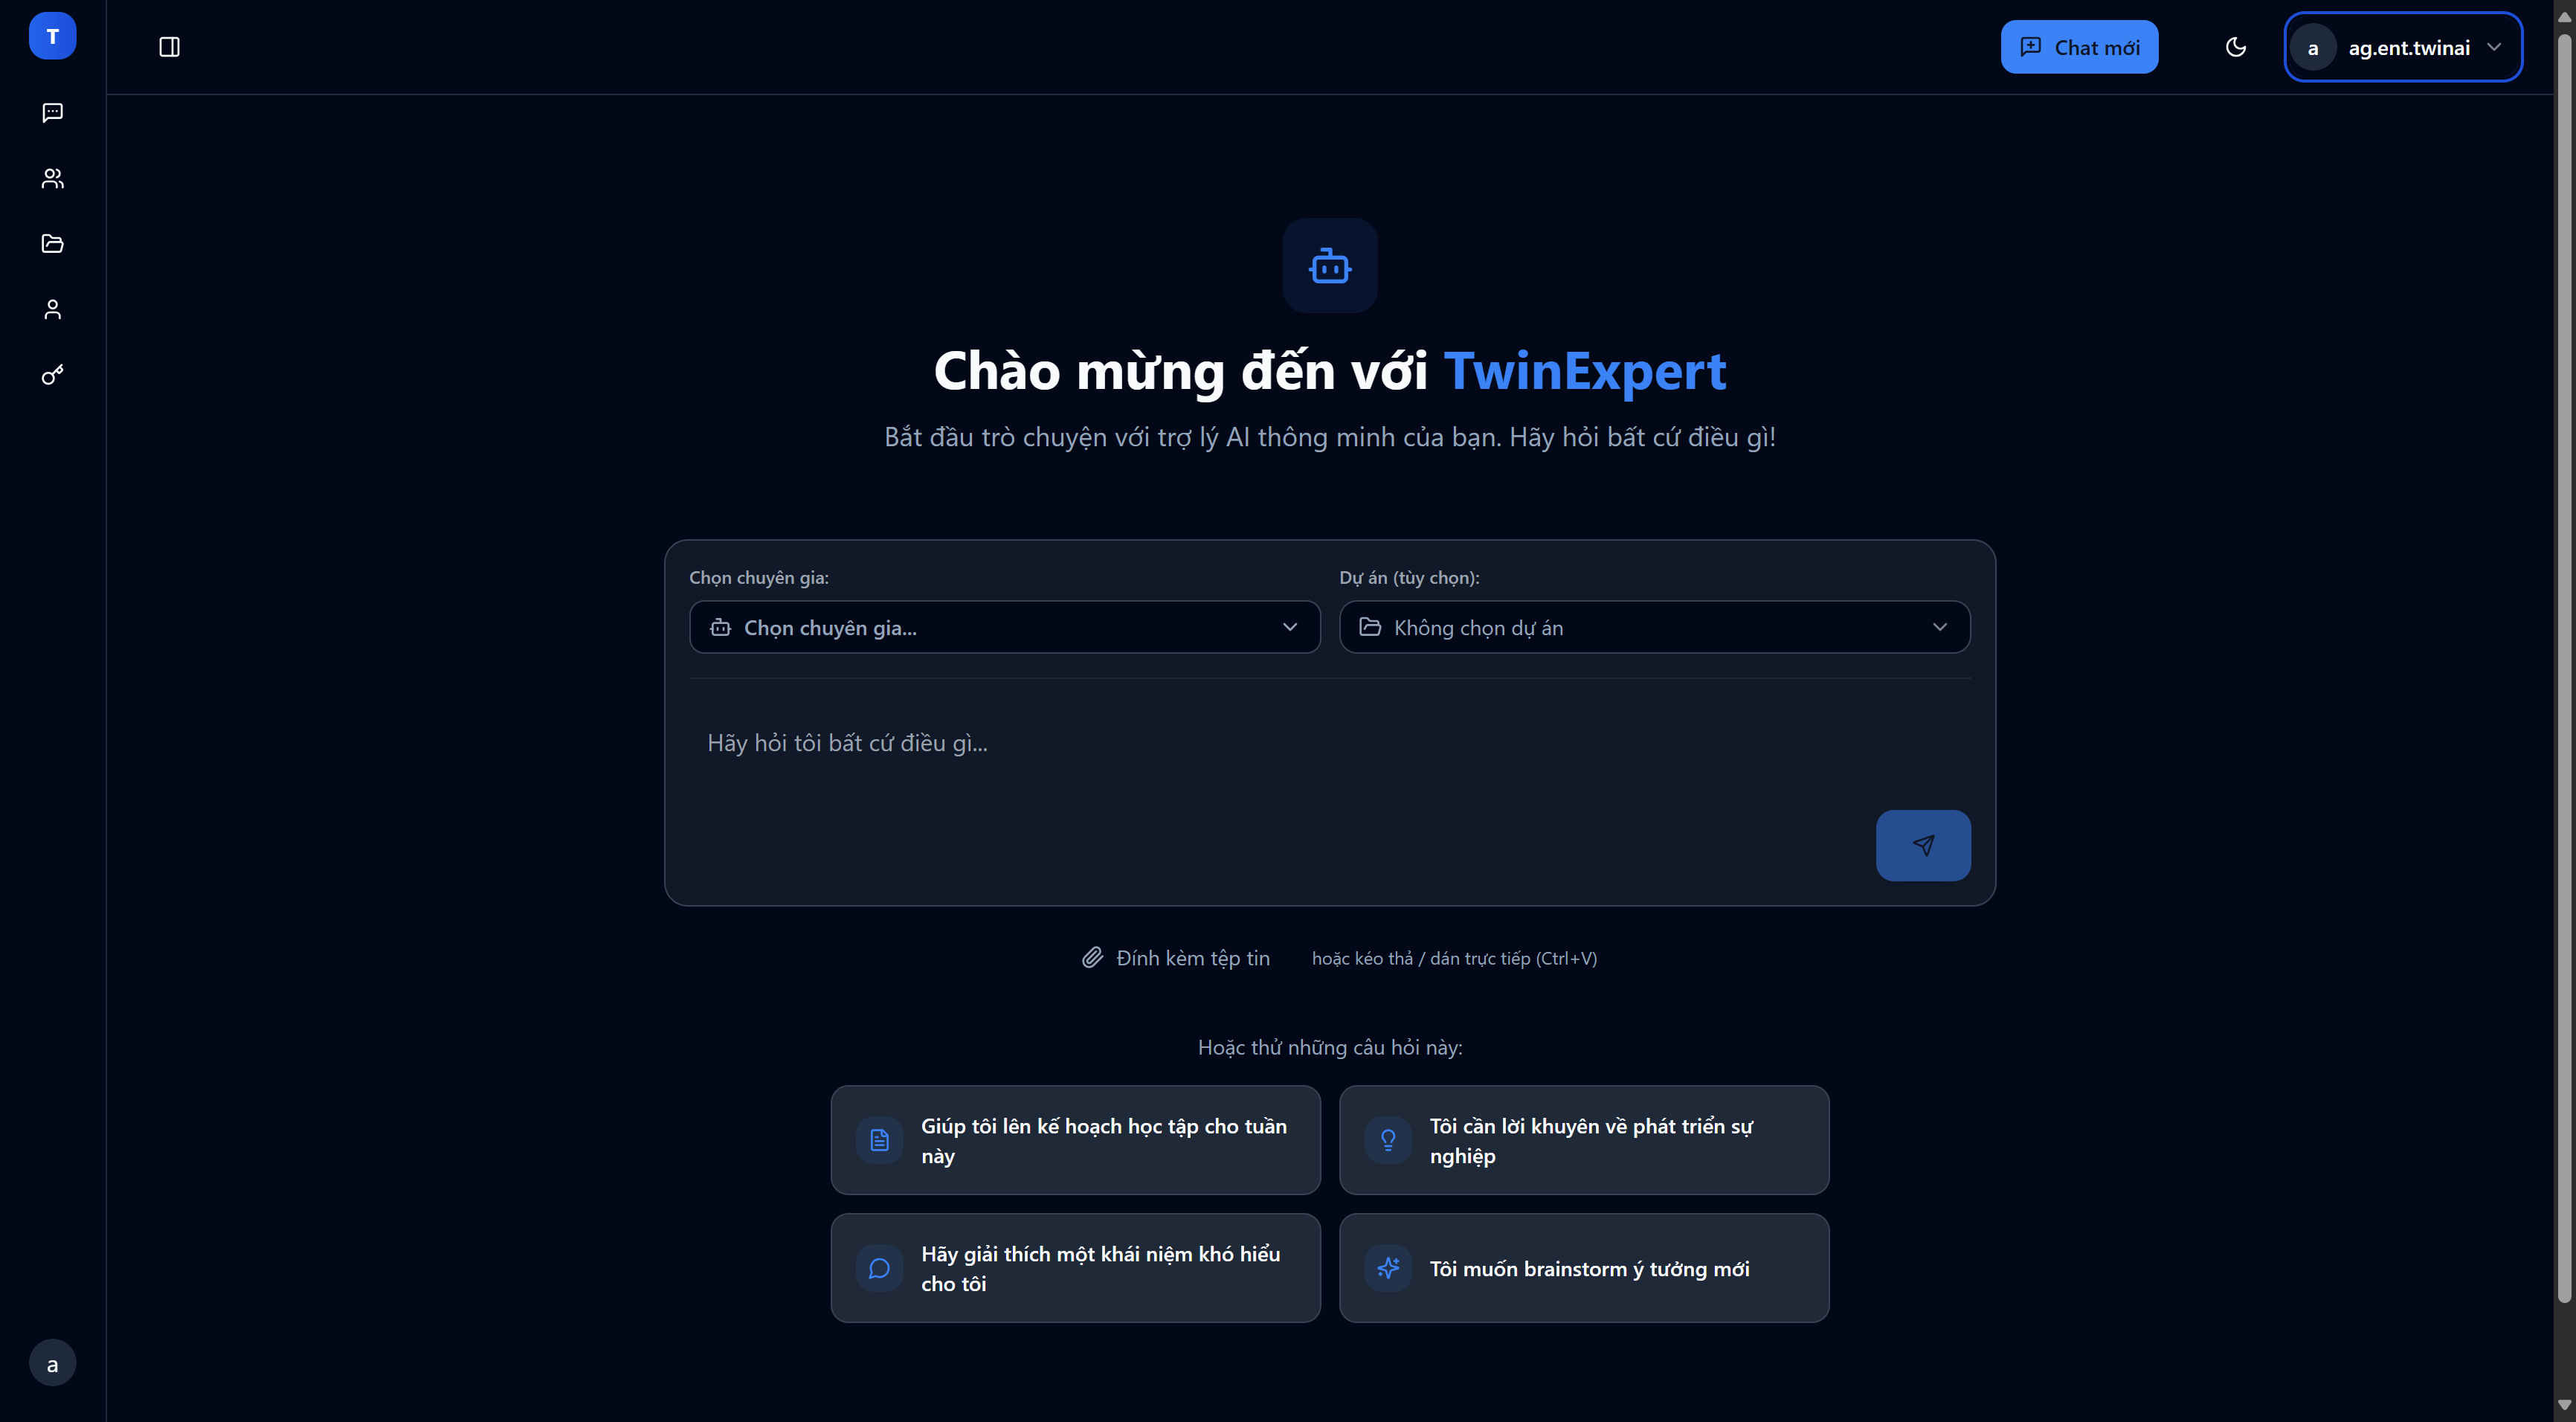 T
Chat mới
a
ag.ent.twinai
Chào mừng đến với TwinExpert
Bắt đầu trò chuyện với trợ lý AI thông minh của bạn. Hãy hỏi bất cứ điều gì!
Chọn chuyên gia:
Dự án (tùy chọn):
Chọn chuyên gia...
Không chọn dự án
Hãy hỏi tôi bất cứ điều gì...
Đính kèm tệp tin
hoặc kéo thả / dán trực tiếp (Ctrl+V)
Hoặc thử những câu hỏi này:
Giúp tôi lên kế hoạch học tập cho tuần
này
Tôi cần lời khuyên về phát triển sự
nghiệp
Hãy giải thích một khái niệm khó hiểu
cho tôi
Tôi muốn brainstorm ý tưởng mới
a